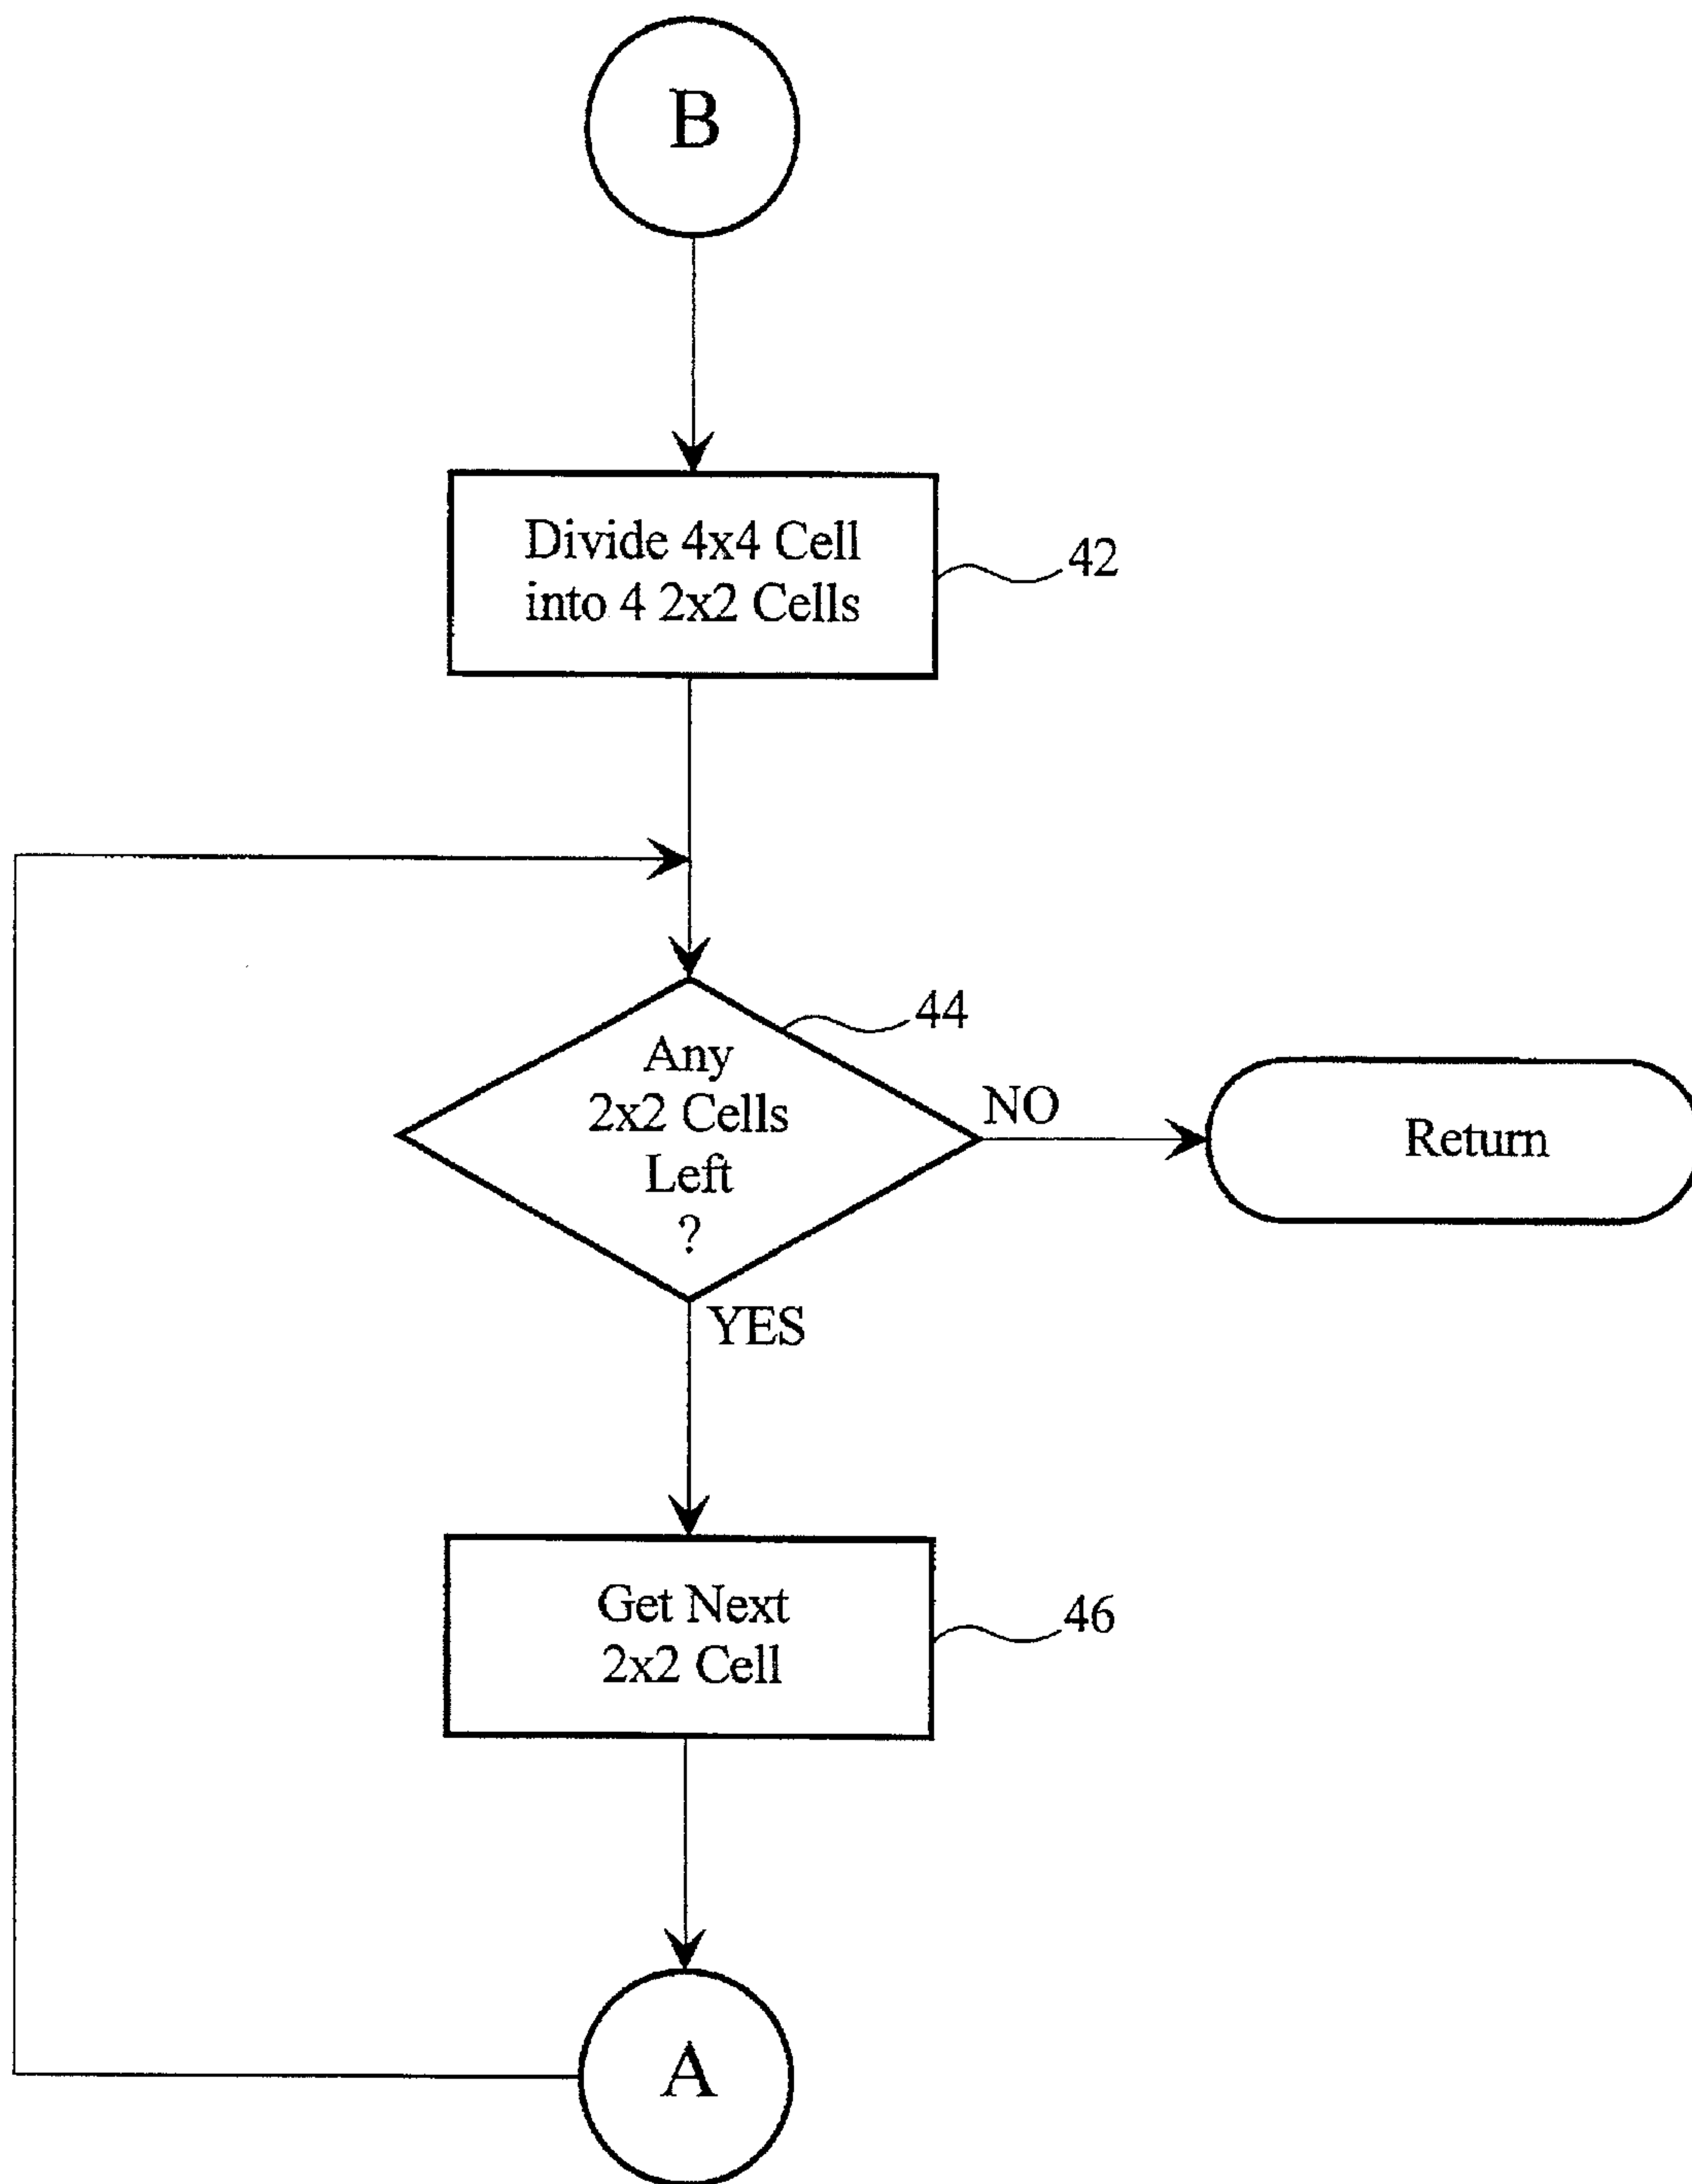 B
Divide 4x4 Cell
into 4 2x2 Cells
42
44
Any
2x2 Cells
Left
?
NO
Return
YES
Get Next
2x2 Cell
46
A